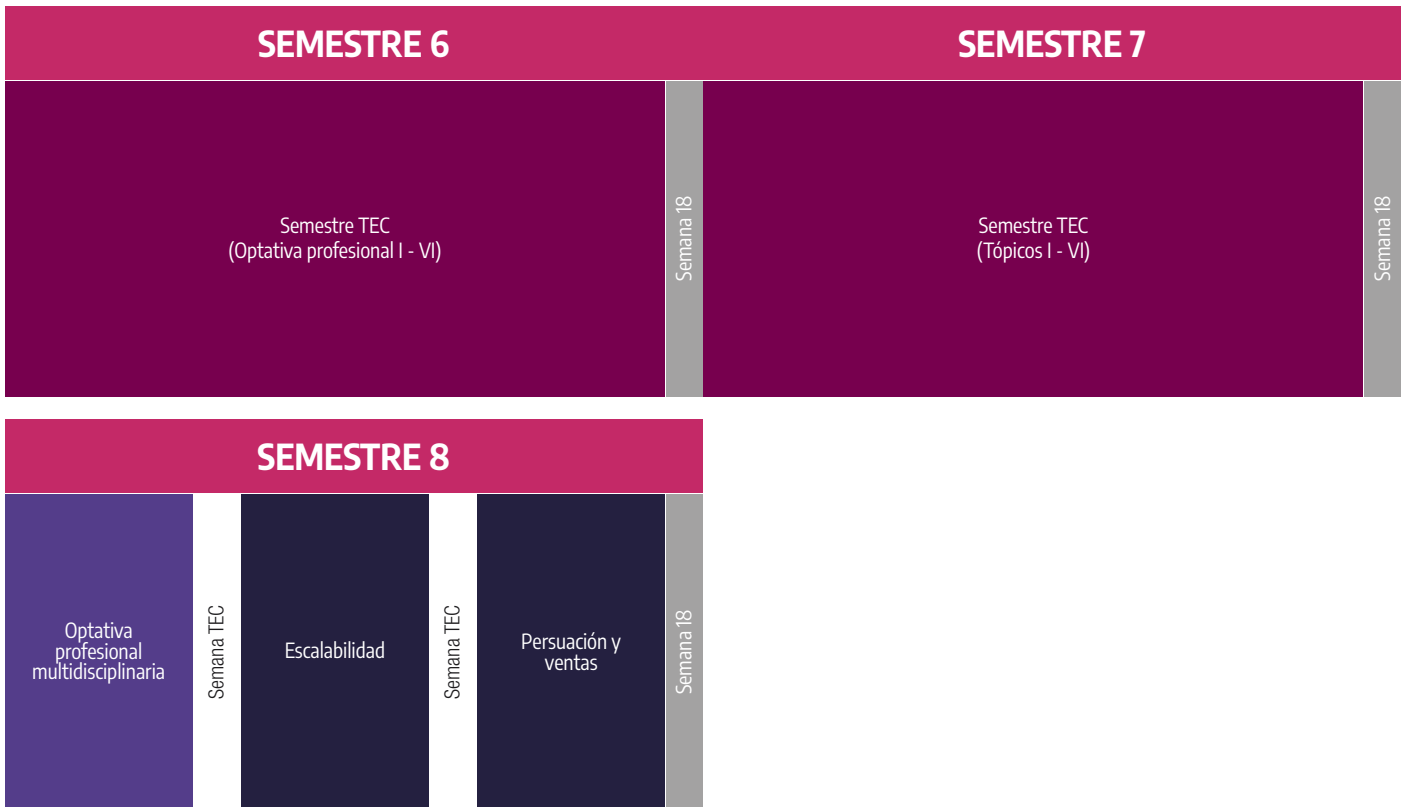 SEMESTRE 6
Semestre TEC
(Optativa profesional I - VI)
Semana 18
SEMESTRE 7
Semestre TEC
(Tópicos I - VI)
Semana 18
SEMESTRE 8
Optativa
profesional
multidisciplinaria
Semana TEC
Escalabilidad
Semana TEC
Persuación y
ventas
Semana 18